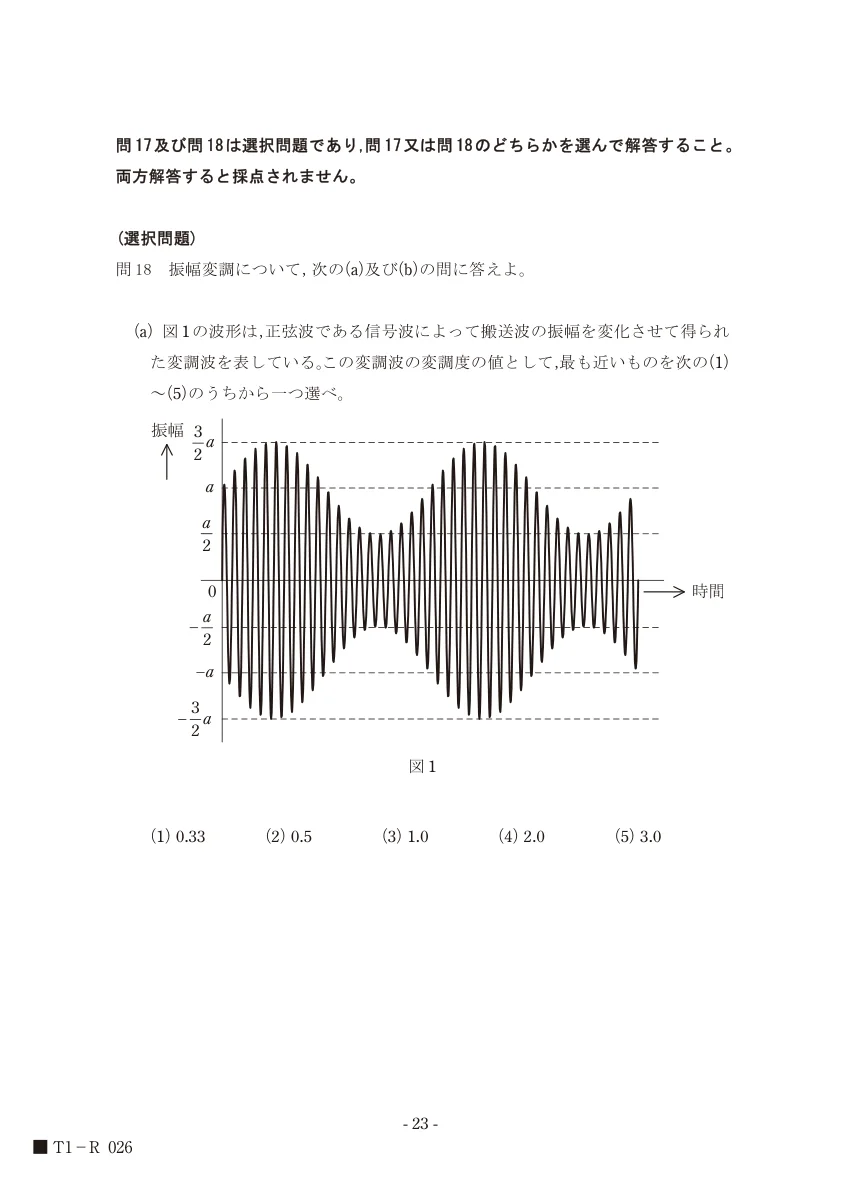 問17及び問18は選択問題であり,問17又は問18のどちらかを選んで解答すること。
両方解答すると採点されません。
(選択問題)
問18 振幅変調について, 次の(a)及び(b)の問に答えよ。
(a) 図1の波形は,正弦波である信号波によって搬送波の振幅を変化させて得られ
た変調波を表している。この変調波の変調度の値として,最も近いものを次の(1)
～(5)のうちから一つ選べ。
振幅
3/2 a
a
a/2
0
時間
−a/2
−a
−3/2 a
図1
(1) 0.33 (2) 0.5 (3) 1.0 (4) 2.0 (5) 3.0
- 23 -
■ T1−R 026